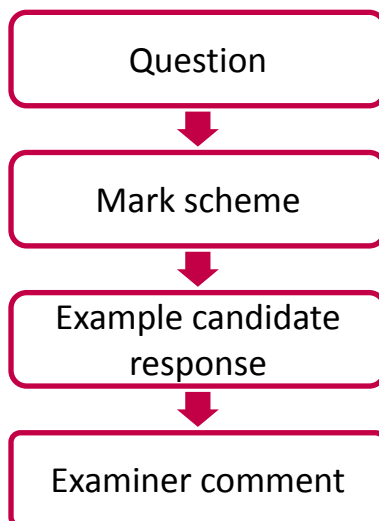 Question
Mark scheme
Example candidate
response
Examiner comment